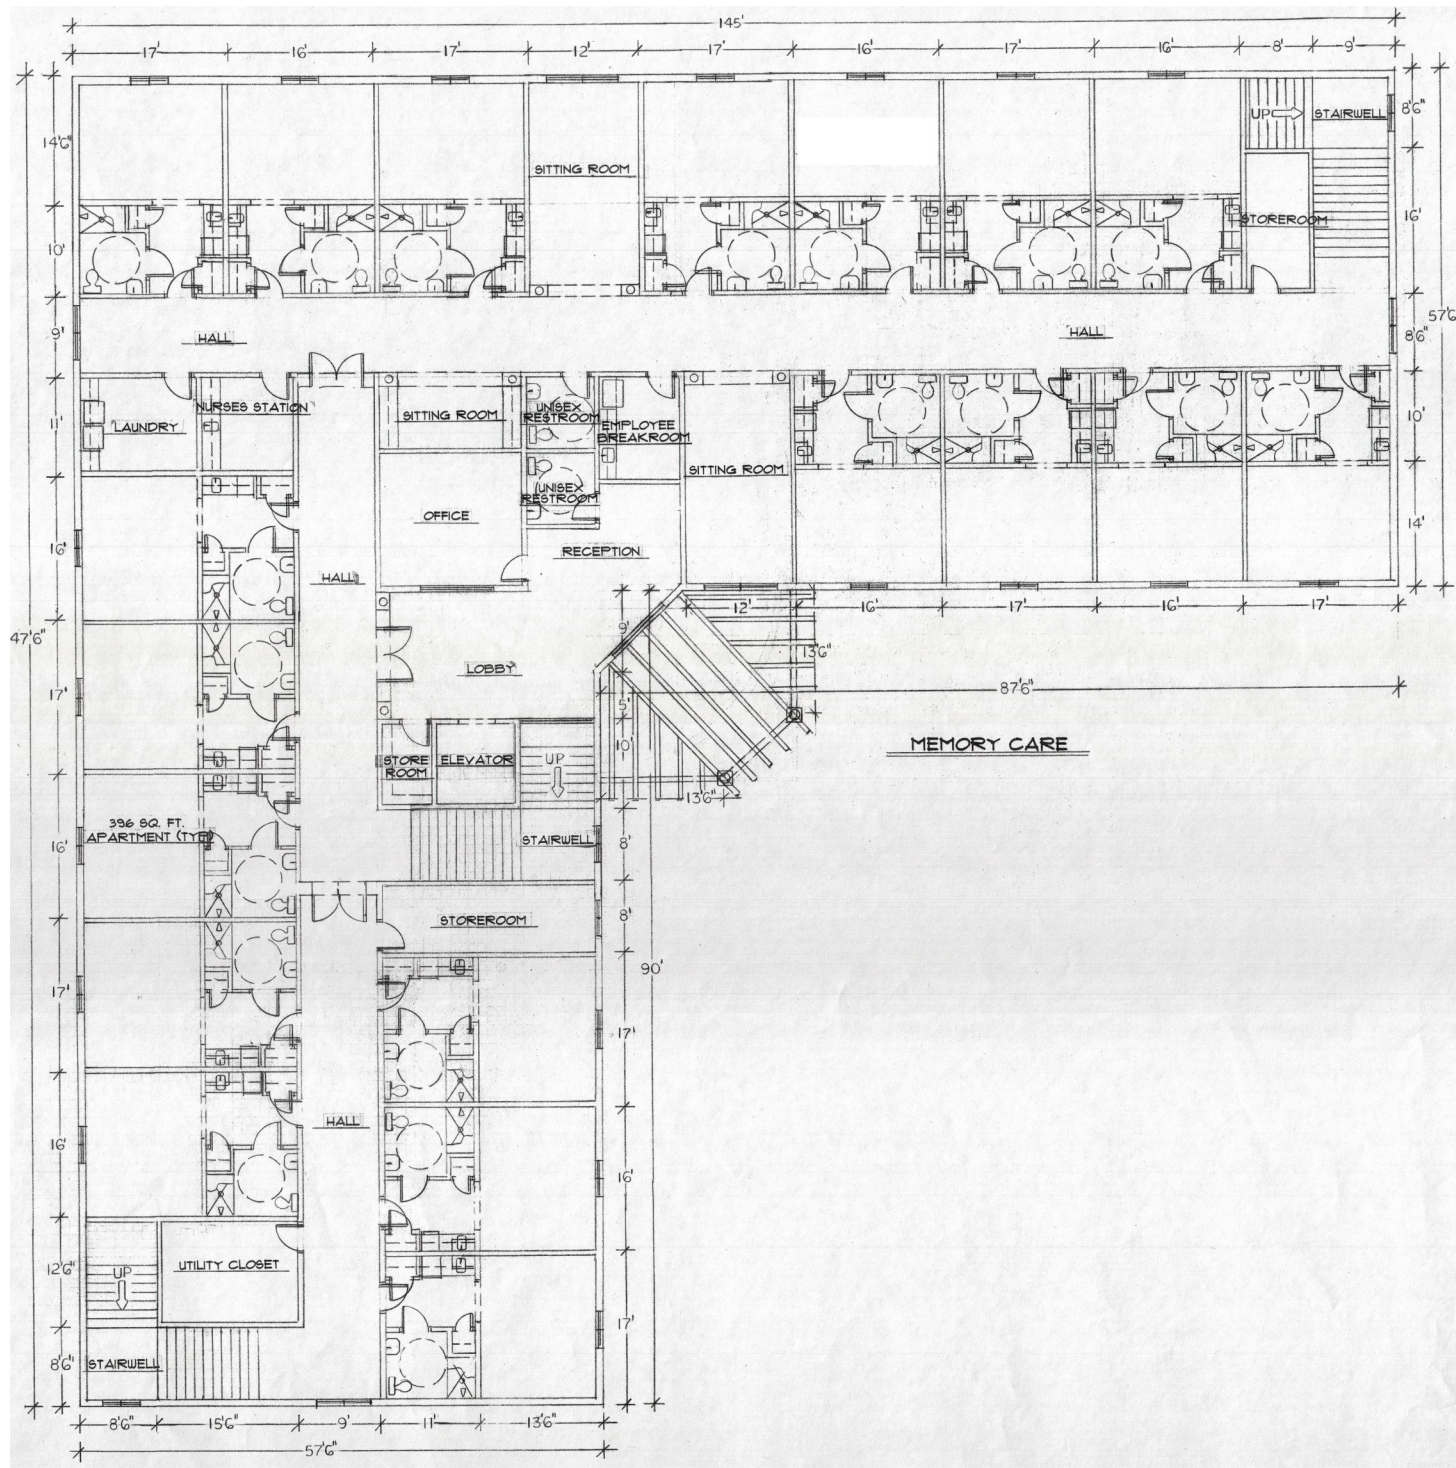 145'
17' 16' 17' 12' 17' 16' 17' 16' 8' 9'
14'6"
SITTING ROOM
UP
STAIRWELL
8'6"
STOREROOM
16'
10'
9'
HALL
HALL
8'6"
57'6
11'
LAUNDRY
NURSES STATION
SITTING ROOM
UNISEX
RESTROOM
EMPLOYEE
BREAKROOM
SITTING ROOM
10'
UNISEX
RESTROOM
OFFICE
RECEPTION
14'
16'
HALL
12' 16' 17' 16' 17'
47'6"
9'
13'6"
LOBBY
17'
87'6"
5'
10'
MEMORY CARE
STORE
ROOM
ELEVATOR
UP
13'6"
396 SQ. FT.
APARTMENT (TYP)
16'
STAIRWELL
8'
STOREROOM
8'
90'
17'
17'
HALL
16'
16'
12'6"
UP
UTILITY CLOSET
17'
8'6"
STAIRWELL
8'6" 15'6" 9' 11' 13'6"
57'6"